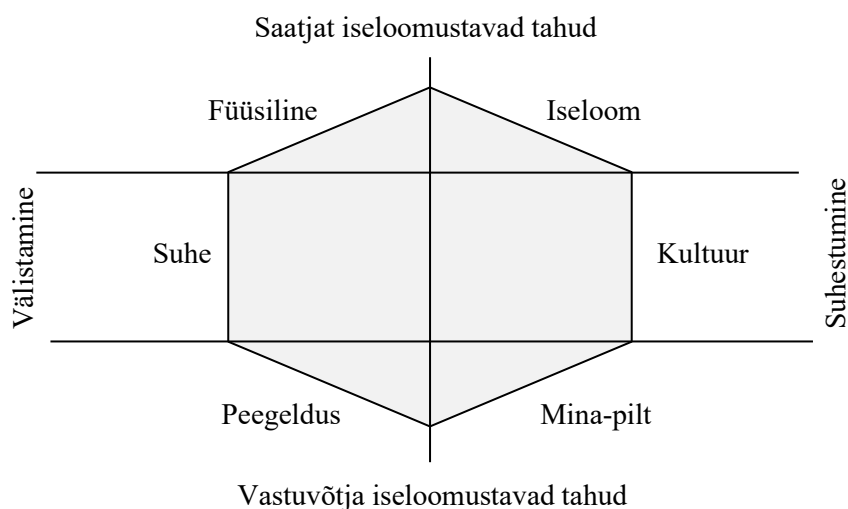 Saatjat iseloomustavad tahud
Füüsiline
Iseloom
Välistamine
Suhe
Kultuur
Suhestumine
Peegeldus
Mina-pilt
Vastuvõtja iseloomustavad tahud